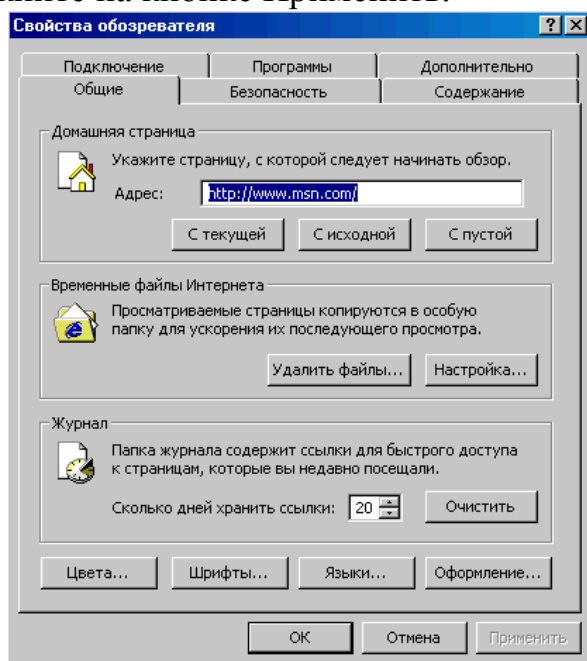 Свойства обозревателя
Подключение Программы Дополнительно
Общие Безопасность Содержание
Домашняя страница
Укажите страницу, с которой следует начинать обзор.
Адрес: http://www.msn.com/
С текущей С исходной С пустой
Временные файлы Интернета
Просматриваемые страницы копируются в особую
папку для ускорения их последующего просмотра.
Удалить файлы... Настройка...
Журнал
Папка журнала содержит ссылки для быстрого доступа
к страницам, которые вы недавно посещали.
Сколько дней хранить ссылки: 20 Очистить
Цвета... Шрифты... Языки... Оформление...
OK Отмена Применить